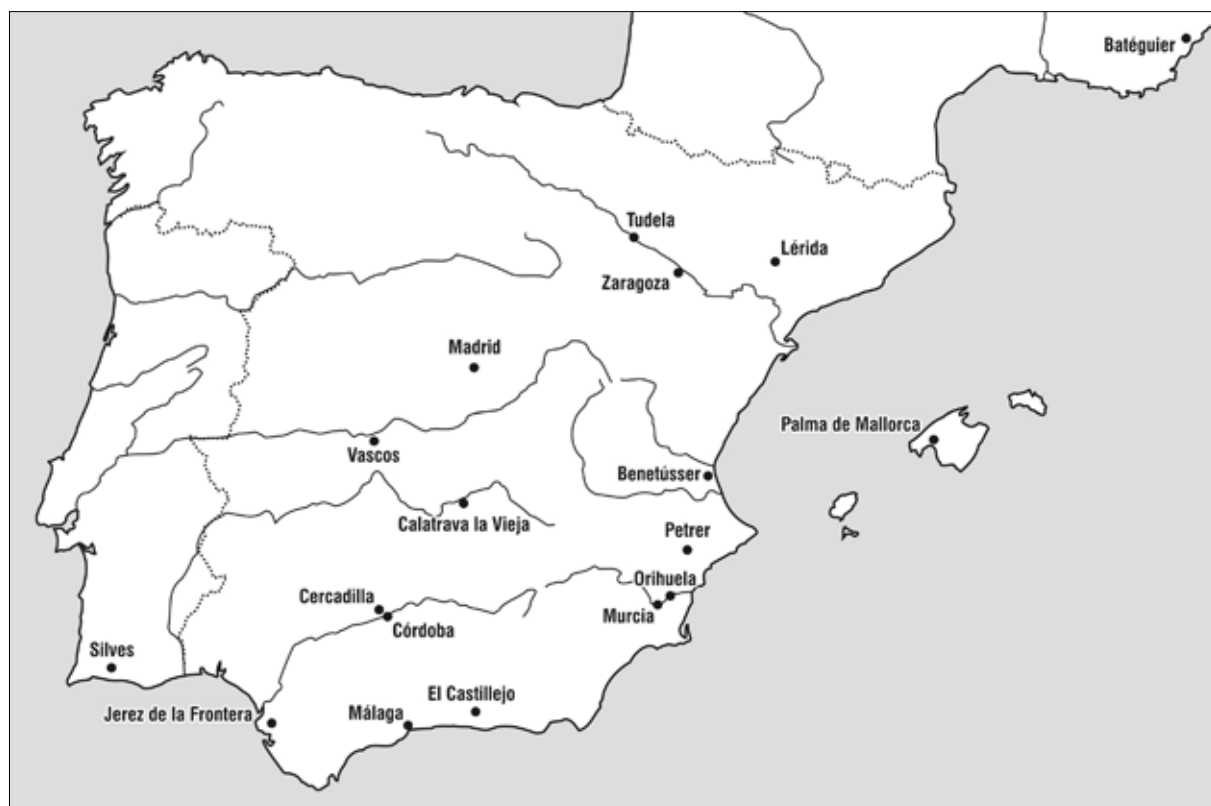 Batéguier
Tudela
Lérida
Zaragoza
Madrid
Palma de Mallorca
Vascos
Benetússer
Calatrava la Vieja
Petrer
Orihuela
Cercadilla
Murcia
Córdoba
Silves
El Castillejo
Jerez de la Frontera
Málaga